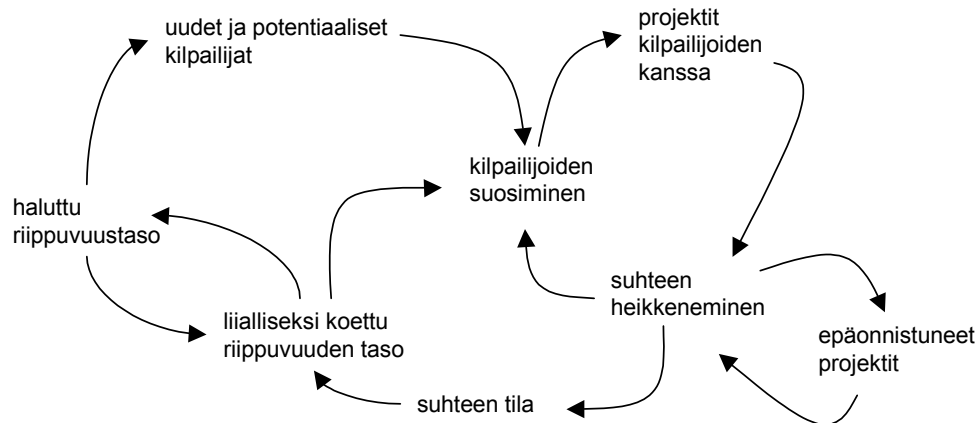 uudet ja potentiaaliset
kilpailijat
projektit
kilpailijoiden
kanssa
kilpailijoiden
suosiminen
haluttu
riippuvuustaso
suhteen
heikkeneminen
liialliseksi koettu
riippuvuuden taso
epäonnistuneet
projektit
suhteen tila